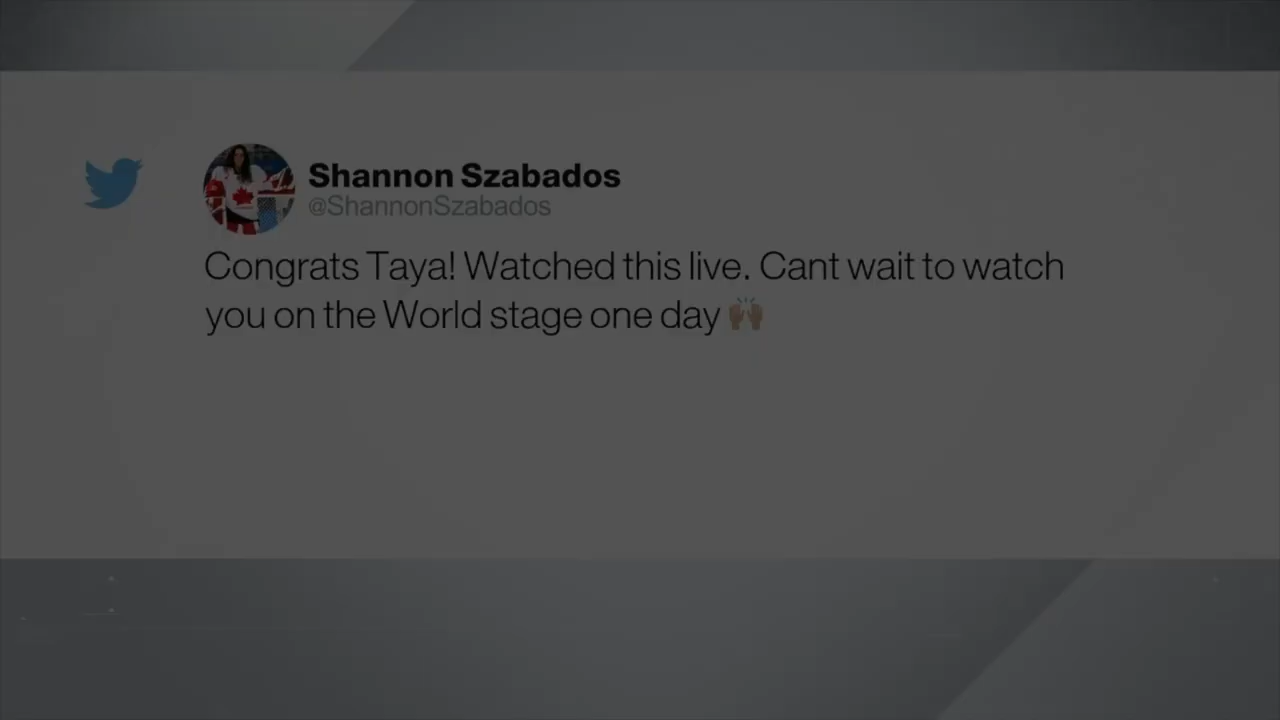 Shannon Szabados
@ShannonSzabados
Congrats Taya! Watched this live. Cant wait to watch
you on the World stage one day 🙌🏽